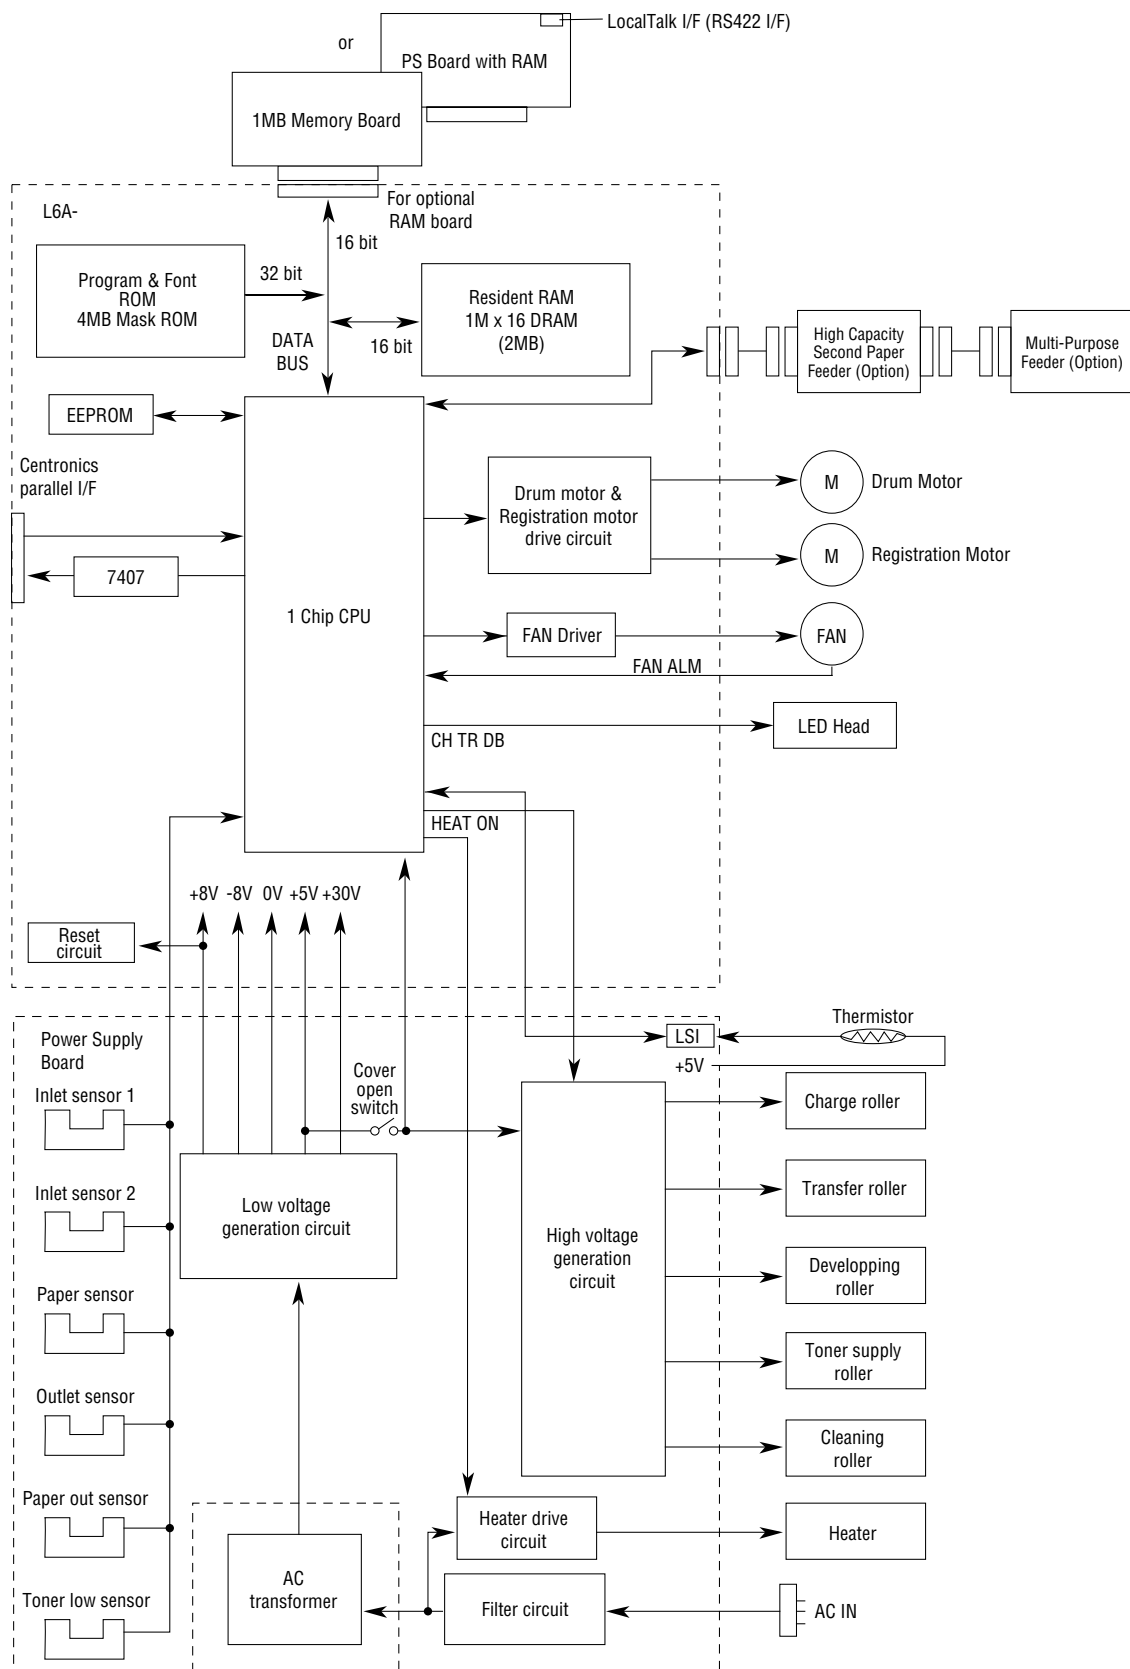 LocalTalk I/F (RS422 I/F)
or
PS Board with RAM
1MB Memory Board
For optional
RAM board
L6A-
16 bit
Program & Font
ROM
4MB Mask ROM
32 bit
Resident RAM
1M x 16 DRAM
(2MB)
DATA
BUS
16 bit
High Capacity
Second Paper
Feeder (Option)
Multi-Purpose
Feeder (Option)
EEPROM
Centronics
parallel I/F
7407
1 Chip CPU
Drum motor &
Registration motor
drive circuit
M
Drum Motor
M
Registration Motor
FAN Driver
FAN
FAN ALM
LED Head
CH TR DB
HEAT ON
+8V
-8V
0V
+5V
+30V
Reset
circuit
Power Supply
Board
LSI
Thermistor
+5V
Cover
open
switch
Inlet sensor 1
Inlet sensor 2
Paper sensor
Outlet sensor
Paper out sensor
Toner low sensor
Low voltage
generation circuit
High voltage
generation
circuit
Charge roller
Transfer roller
Developping
roller
Toner supply
roller
Cleaning
roller
Heater drive
circuit
Heater
AC
transformer
Filter circuit
AC IN